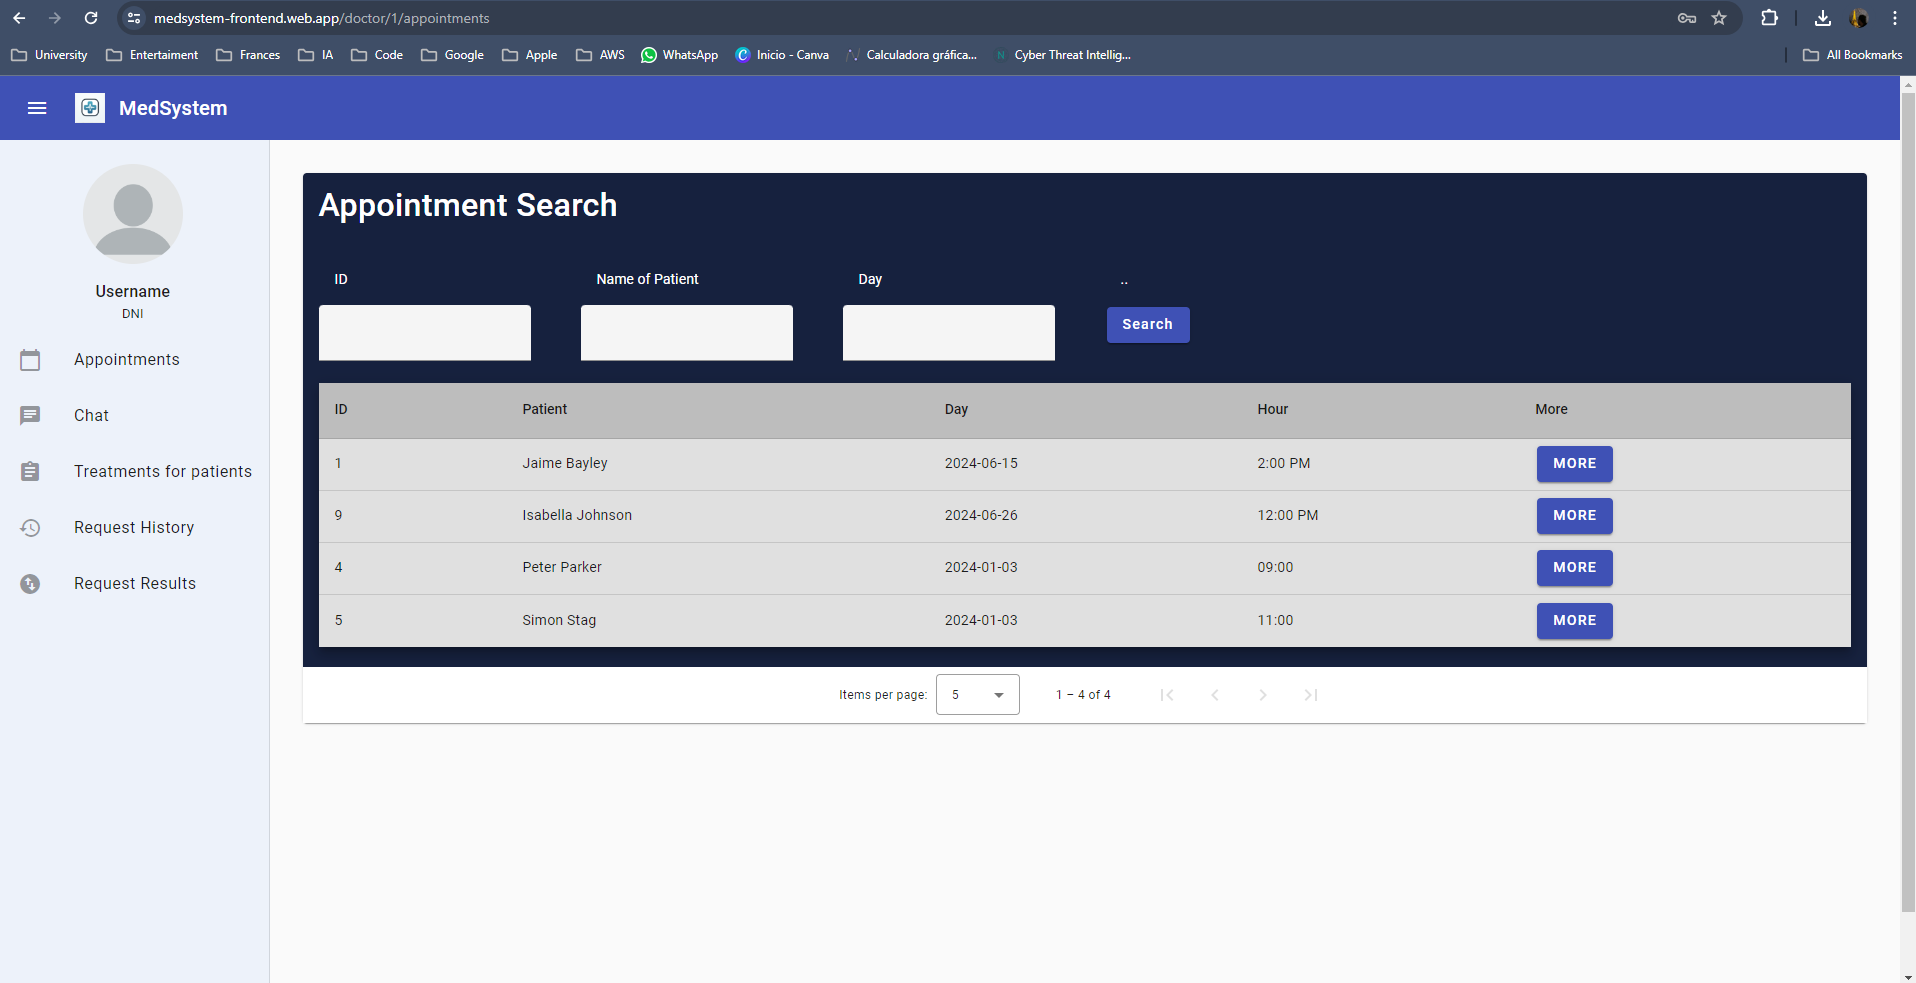 medsystem-frontend.web.app/doctor/1/appointments
University Entertaiment Frances IA Code Google Apple AWS WhatsApp Inicio - Canva Calculadora gráfica... Cyber Threat Intellig... All Bookmarks
MedSystem
Username
DNI
Appointments
Chat
Treatments for patients
Request History
Request Results
Appointment Search
ID Name of Patient Day ..
Search
ID Patient Day Hour More
1 Jaime Bayley 2024-06-15 2:00 PM MORE
9 Isabella Johnson 2024-06-26 12:00 PM MORE
4 Peter Parker 2024-01-03 09:00 MORE
5 Simon Stag 2024-01-03 11:00 MORE
Items per page: 5 1 – 4 of 4